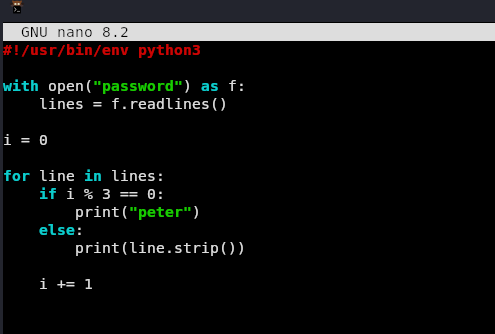 GNU nano 8.2
#!/usr/bin/env python3
with open("password") as f:
    lines = f.readlines()
i = 0
for line in lines:
    if i % 3 == 0:
        print("peter")
    else:
        print(line.strip())
    i += 1